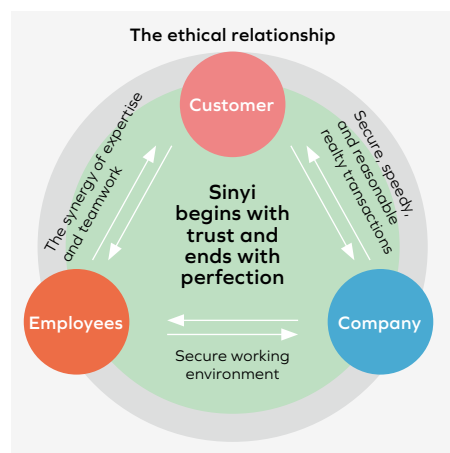 The ethical relationship
Customer
The synergy of expertise
and teamwork
Secure, speedy,
and reasonable
realty transactions
Sinyi
begins with
trust and
ends with
perfection
Employees
Company
Secure working
environment